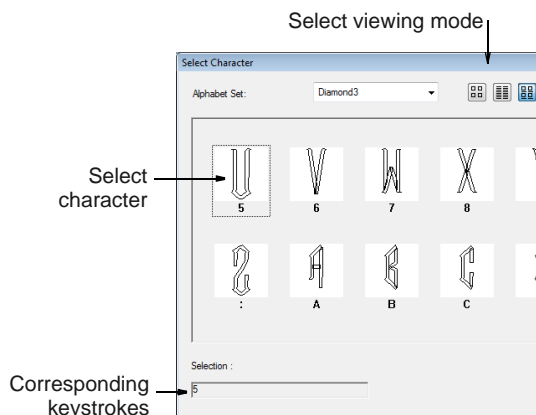 Select viewing mode
Select Character
Alphabet Set:
Diamond3
U V W X
5 6 7 8
Select
character
Z A B C
: A B C
Selection :
5
Corresponding
keystrokes